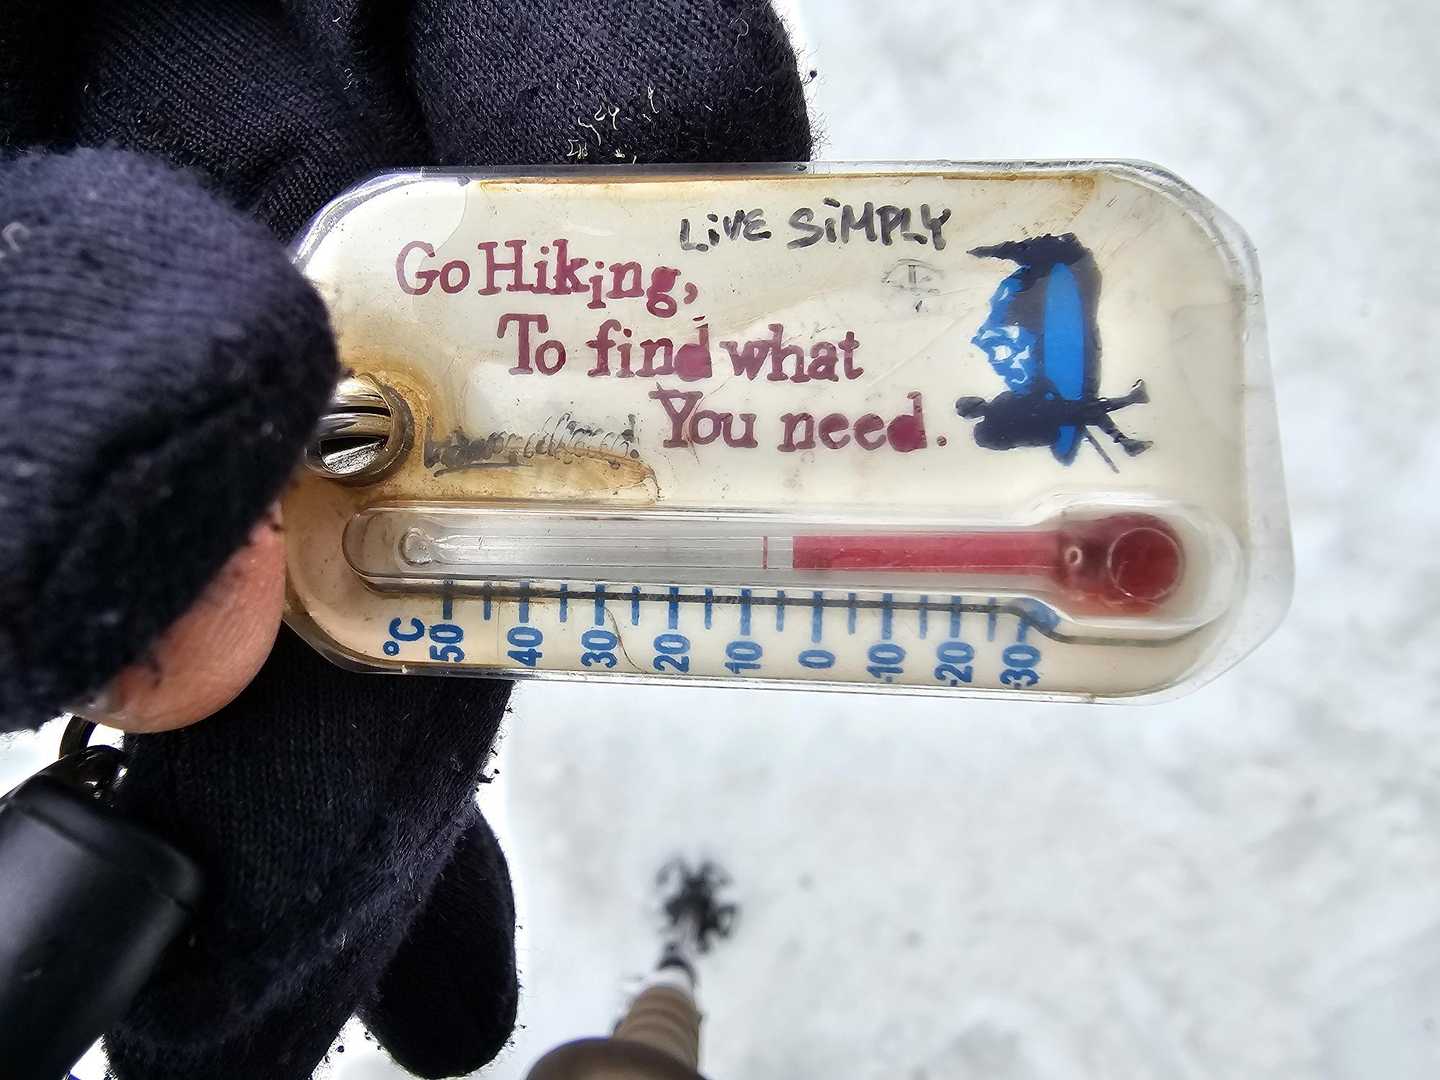 LiVE SiMPLY
Go Hiking,
To find what
You need.
°C 50 40 30 20 10 0 -10 -20 -30